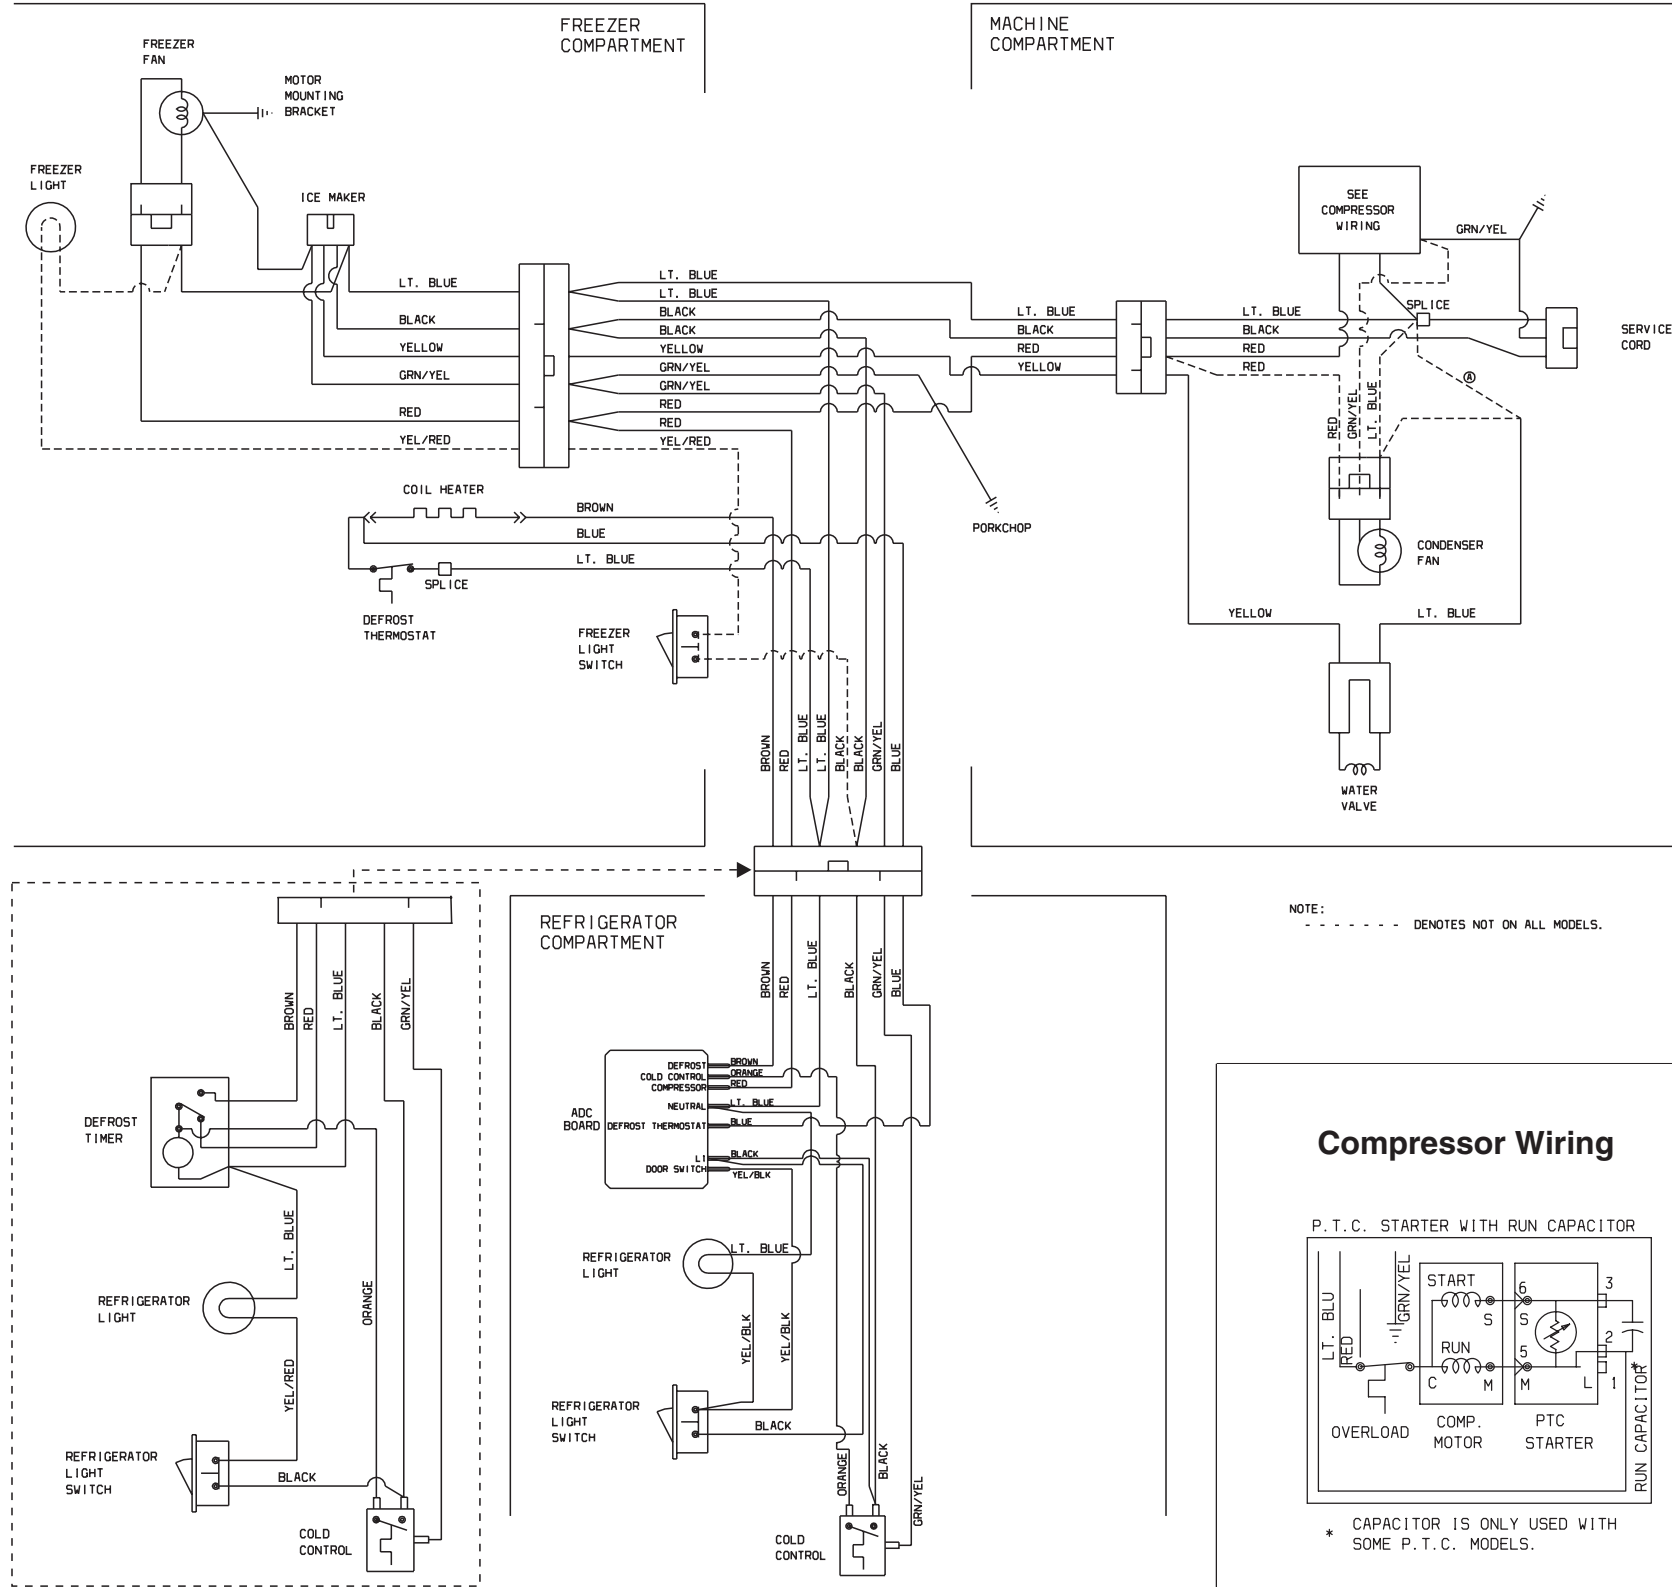 FREEZER
COMPARTMENT
MACHINE
COMPARTMENT
FREEZER
FAN
MOTOR
MOUNTING
BRACKET
FREEZER
LIGHT
ICE MAKER
SEE
COMPRESSOR
WIRING
GRN/YEL
LT. BLUE
BLACK
YELLOW
GRN/YEL
RED
YEL/RED
LT. BLUE
LT. BLUE
BLACK
BLACK
YELLOW
GRN/YEL
GRN/YEL
RED
RED
YEL/RED
LT. BLUE
BLACK
RED
YELLOW
LT. BLUE
BLACK
RED
RED
SPLICE
SERVICE
CORD
A
RED
GRN/YEL
LT. BLUE
COIL HEATER
BROWN
BLUE
LT. BLUE
SPLICE
DEFROST
THERMOSTAT
PORKCHOP
CONDENSER
FAN
FREEZER
LIGHT
SWITCH
YELLOW
LT. BLUE
WATER
VALVE
BROWN
RED
LT. BLUE
LT. BLUE
BLACK
BLACK
GRN/YEL
BLUE
NOTE:
- - - - - - - DENOTES NOT ON ALL MODELS.
REFRIGERATOR
COMPARTMENT
BROWN
RED
LT. BLUE
BLACK
GRN/YEL
BROWN
RED
LT. BLUE
BLACK
GRN/YEL
BLUE
DEFROST
TIMER
LT. BLUE
REFRIGERATOR
LIGHT
ORANGE
YEL/RED
REFRIGERATOR
LIGHT
SWITCH
BLACK
COLD
CONTROL
ADC
BOARD
DEFROST
COLD CONTROL
COMPRESSOR
NEUTRAL
DEFROST THERMOSTAT
L1
DOOR SWITCH
BROWN
ORANGE
RED
LT. BLUE
BLUE
BLACK
YEL/BLK
REFRIGERATOR
LIGHT
LT. BLUE
YEL/BLK
YEL/BLK
REFRIGERATOR
LIGHT
SWITCH
BLACK
ORANGE
BLACK
GRN/YEL
COLD
CONTROL
Compressor Wiring
P.T.C. STARTER WITH RUN CAPACITOR
LT. BLU
RED
GRN/YEL
START
S
6
S
3
RUN
C
M
5
M
2
L
1
*
OVERLOAD
COMP.
MOTOR
PTC
STARTER
RUN CAPACITOR
* CAPACITOR IS ONLY USED WITH
SOME P.T.C. MODELS.